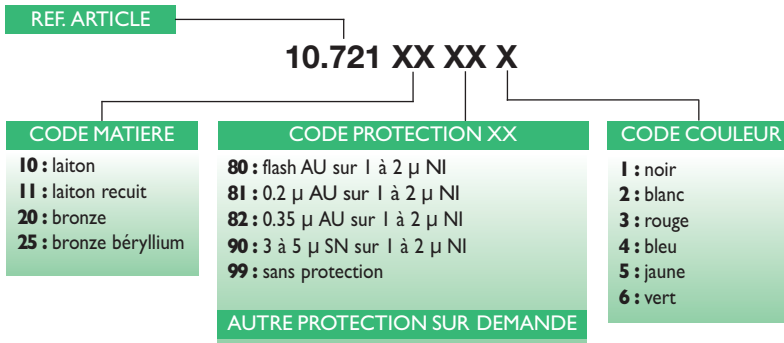 REF. ARTICLE
10.721 XX XX X
CODE MATIERE
10 : laiton
11 : laiton recuit
20 : bronze
25 : bronze béryllium
CODE PROTECTION XX
80 : flash AU sur 1 à 2 µ NI
81 : 0.2 µ AU sur 1 à 2 µ NI
82 : 0.35 µ AU sur 1 à 2 µ NI
90 : 3 à 5 µ SN sur 1 à 2 µ NI
99 : sans protection
AUTRE PROTECTION SUR DEMANDE
CODE COULEUR
1 : noir
2 : blanc
3 : rouge
4 : bleu
5 : jaune
6 : vert